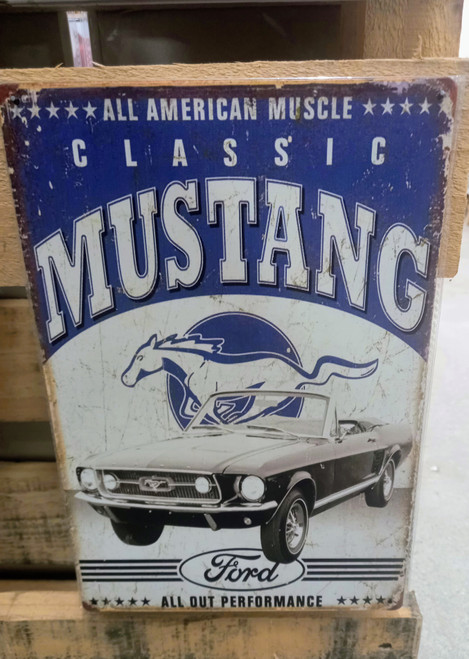 ALL AMERICAN MUSCLE
CLASSIC
MUSTANG
Ford
ALL OUT PERFORMANCE